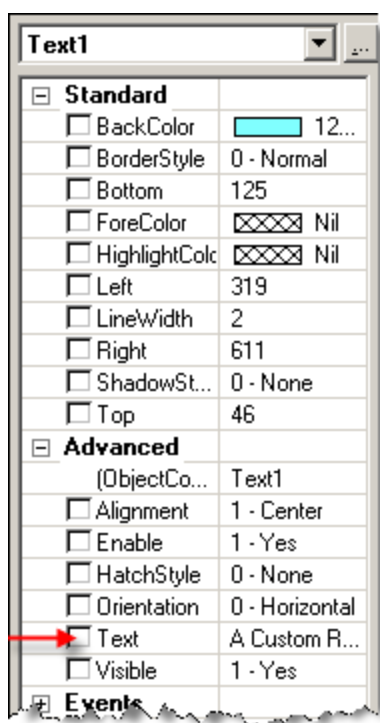 Text1 ...
Standard
BackColor 12...
BorderStyle 0 - Normal
Bottom 125
ForeColor Nil
HighlightColc Nil
Left 319
LineWidth 2
Right 611
ShadowSt... 0 - None
Top 46
Advanced
(ObjectCo... Text1
Alignment 1 - Center
Enable 1 - Yes
HatchStyle 0 - None
Orientation 0 - Horizontal
Text A Custom R...
Visible 1 - Yes
Events